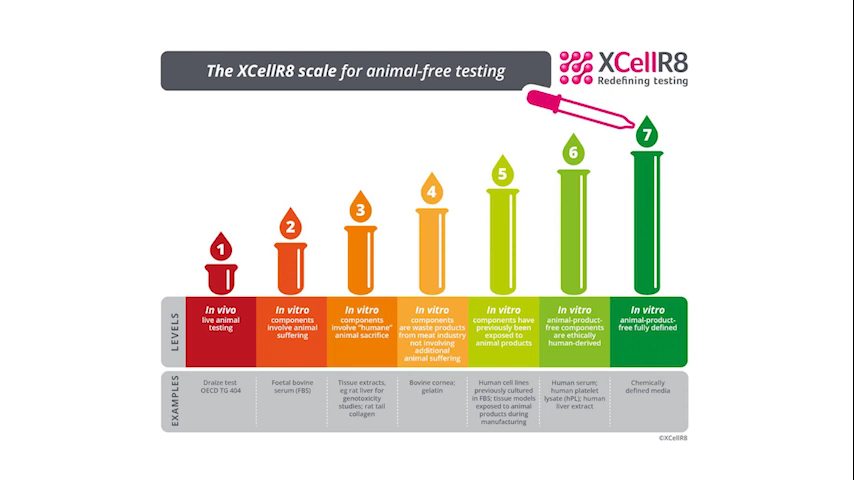 The XCellR8 scale for animal-free testing
XCellR8
Redefining testing
1
2
3
4
5
6
7
LEVELS
In vivo
live animal
testing
In vitro
components
involve animal
suffering
In vitro
components
involve "humane"
animal sacrifice
In vitro
components
are waste products
from meat industry
not involving
additional
animal suffering
In vitro
components have
previously been
exposed to
animal products
In vitro
animal-product-
free components
are ethically
human-derived
In vitro
animal-product-
free fully defined
EXAMPLES
Draize test
OECD TG 404
Foetal bovine
serum (FBS)
Tissue extracts,
eg rat liver for
genotoxicity
studies; rat tail
collagen
Bovine cornea;
gelatin
Human cell lines
previously cultured
in FBS; tissue models
exposed to animal
products during
manufacturing
Human serum;
human platelet
lysate (hPL); human
liver extract
Chemically
defined media
©XCellR8